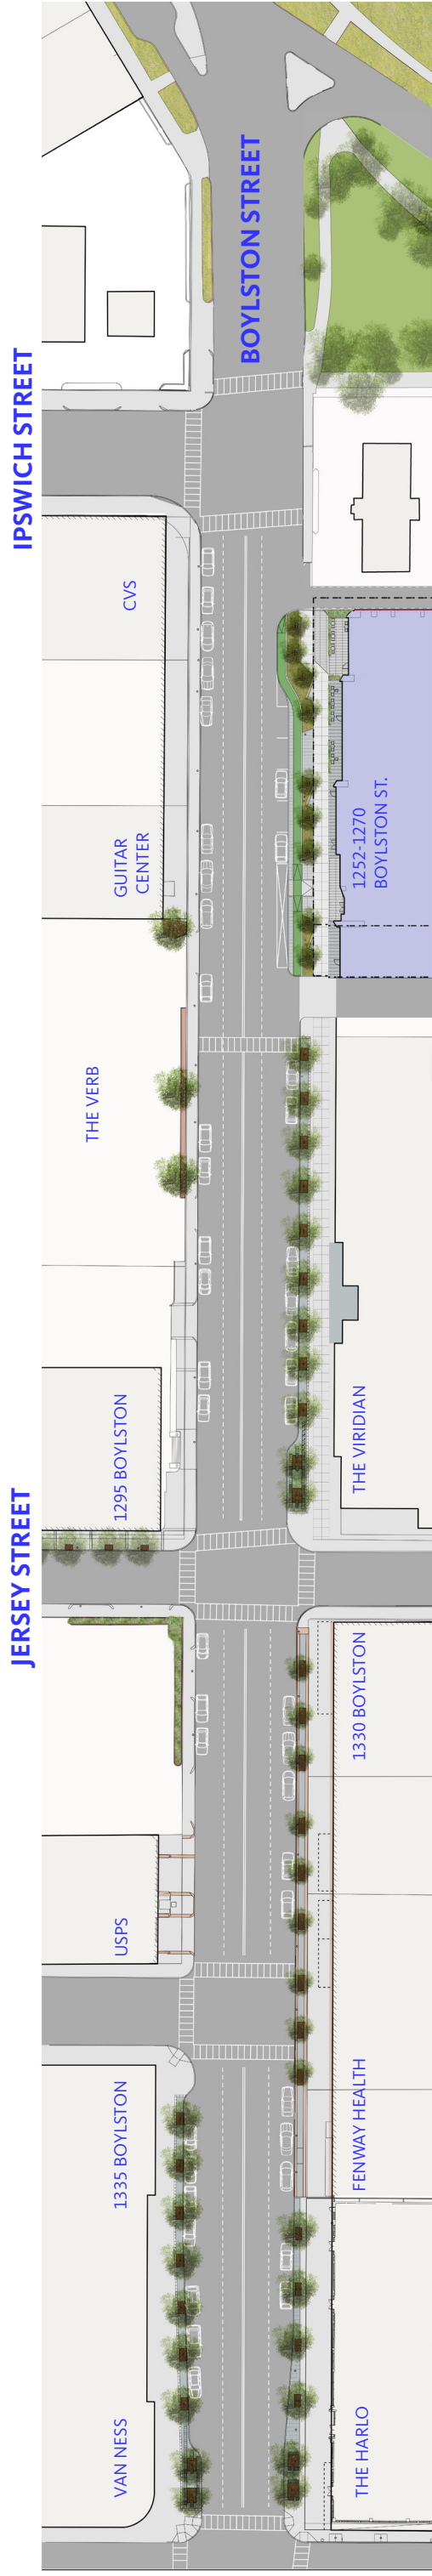 IPSWICH STREET
BOYLSTON STREET
CVS
GUITAR
CENTER
1252-1270
BOYLSTON ST.
THE VERB
1295 BOYLSTON
THE VIRIDIAN
JERSEY STREET
1330 BOYLSTON
USPS
1335 BOYLSTON
FENWAY HEALTH
VAN NESS
THE HARLO